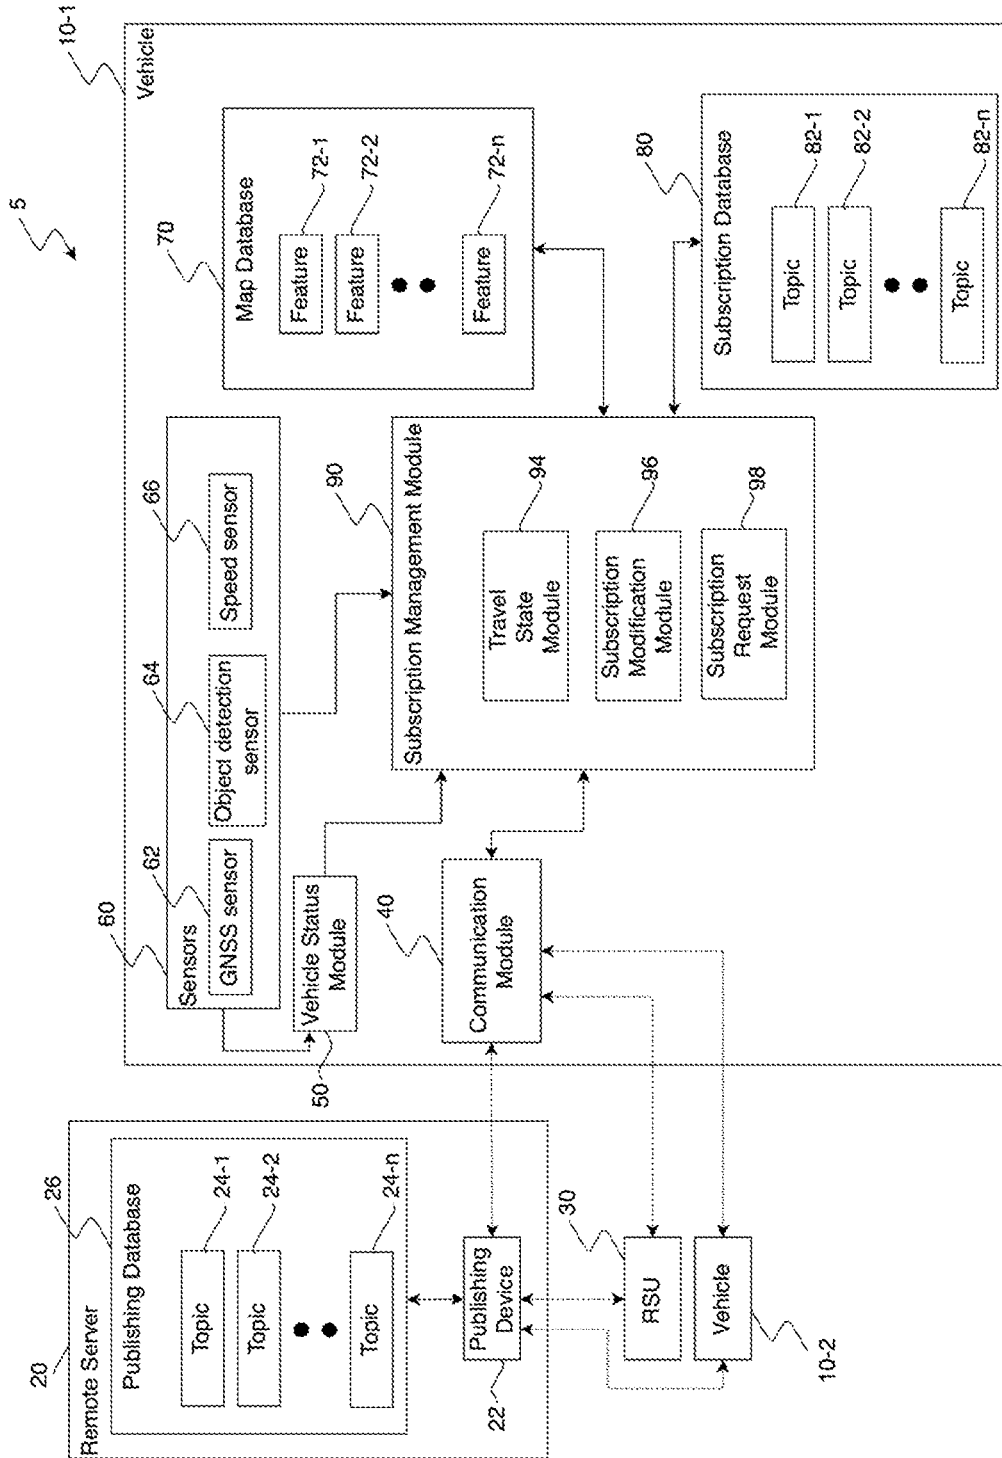 5
10-1
Vehicle
20
Remote Server
26
Publishing Database
Topic
24-1
Topic
24-2
Topic
24-n
Publishing
Device
22
30
RSU
Vehicle
10-2
60
Sensors
62
GNSS sensor
64
Object detection
sensor
66
Speed sensor
Vehicle Status
Module
50
40
Communication
Module
90
Subscription Management Module
Travel
State
Module
94
Subscription
Modification
Module
96
Subscription
Request
Module
98
70
Map Database
Feature
72-1
Feature
72-2
Feature
72-n
80
Subscription Database
Topic
82-1
Topic
82-2
Topic
82-n